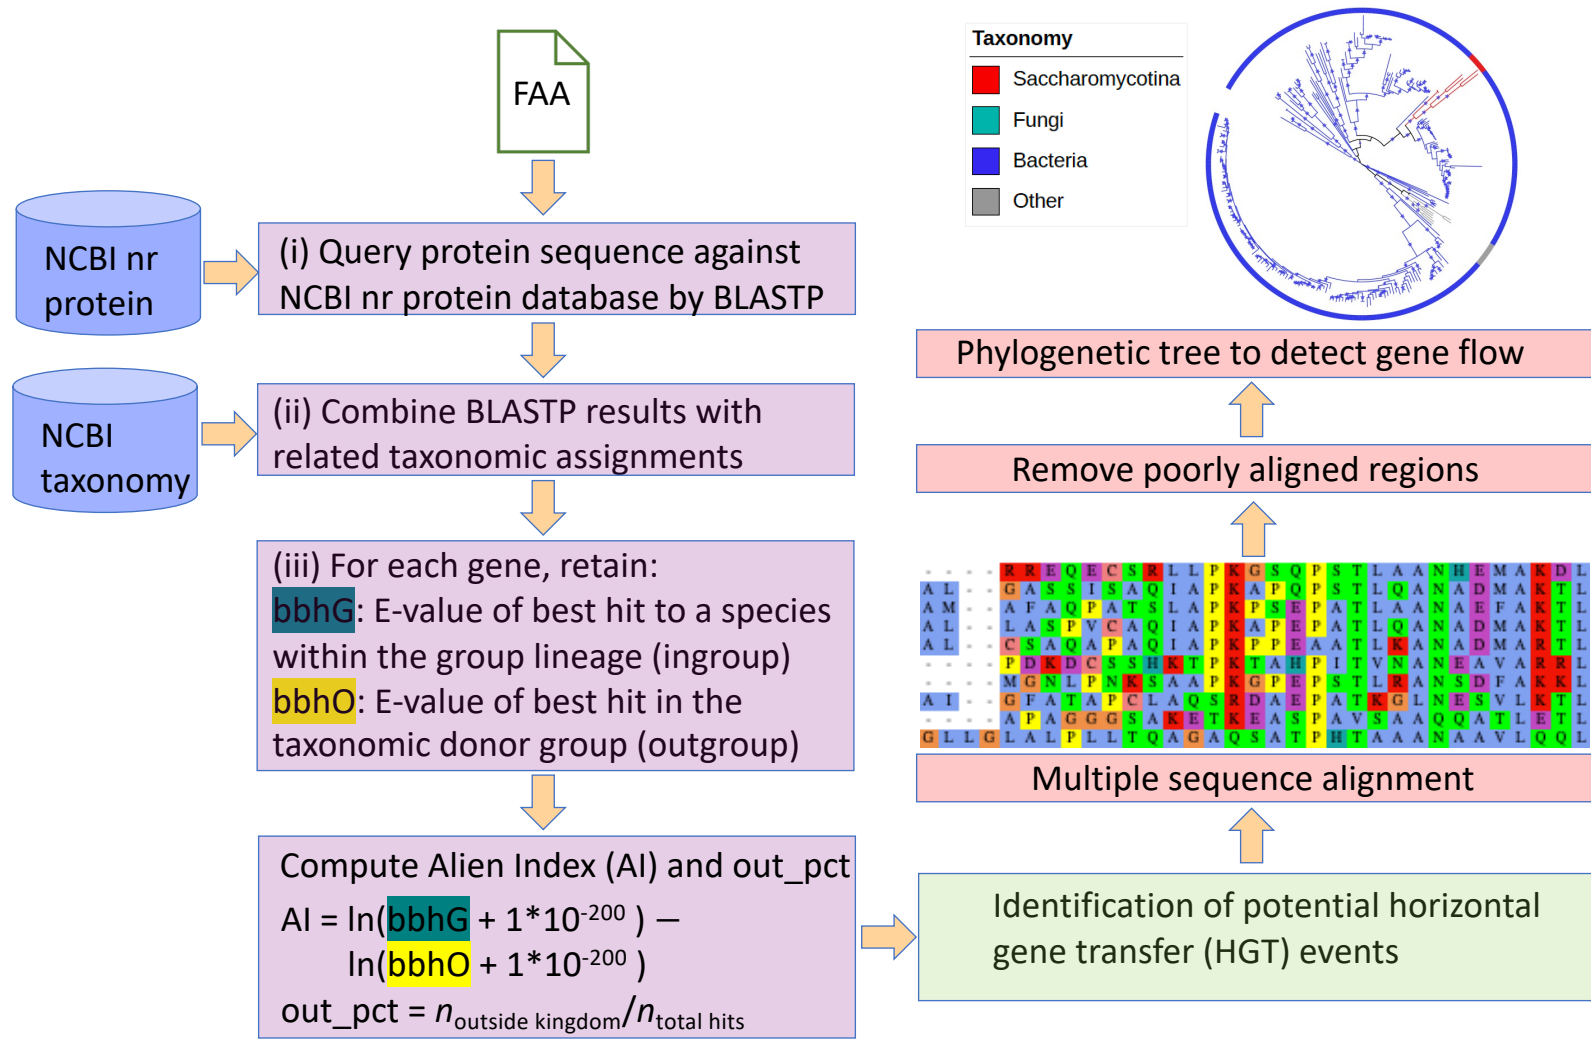 FAA
NCBI nr
protein
(i) Query protein sequence against
NCBI nr protein database by BLASTP
NCBI
taxonomy
(ii) Combine BLASTP results with
related taxonomic assignments
(iii) For each gene, retain:
bbhG: E-value of best hit to a species
within the group lineage (ingroup)
bbhO: E-value of best hit in the
taxonomic donor group (outgroup)
Compute Alien Index (AI) and out_pct
AI = ln(bbhG + 1*10⁻²⁰⁰ ) –
ln(bbhO + 1*10⁻²⁰⁰ )
out_pct = n outside kingdom/n total hits
Identification of potential horizontal
gene transfer (HGT) events
Multiple sequence alignment
- - - - R R E Q E C S R L L P K G S Q P S T L A A N H E M A K D L
A L - - G A S S I S A Q I A P K A P Q P S T L Q A N A D M A K T L
A M - - A F A Q P A T S L A P K P S E P A T L A A N A E F A K T L
A L - - L A S P V C A Q I A P K A P E P A T L Q A N A D M A K T L
A L - - C S A Q A P A Q I A P K P P E A A T L K A N A D M A R T L
- - - - P D K D C S S H K T P K T A H P I T V N A N E A V A R R L
- - - - M G N L P N K S A A P K G P E P S T L R A N S D F A K K L
A I - - G F A T A P C L A Q S R D A E P A T K G L N E S V L K T L
- - - - A P A G G G S A K E T K E A S P A V S A A Q Q A T L E T L
G L L G L A L P L L T Q A G A Q S A T P H T A A A N A A V L Q Q L
Remove poorly aligned regions
Phylogenetic tree to detect gene flow
Taxonomy
Saccharomycotina
Fungi
Bacteria
Other